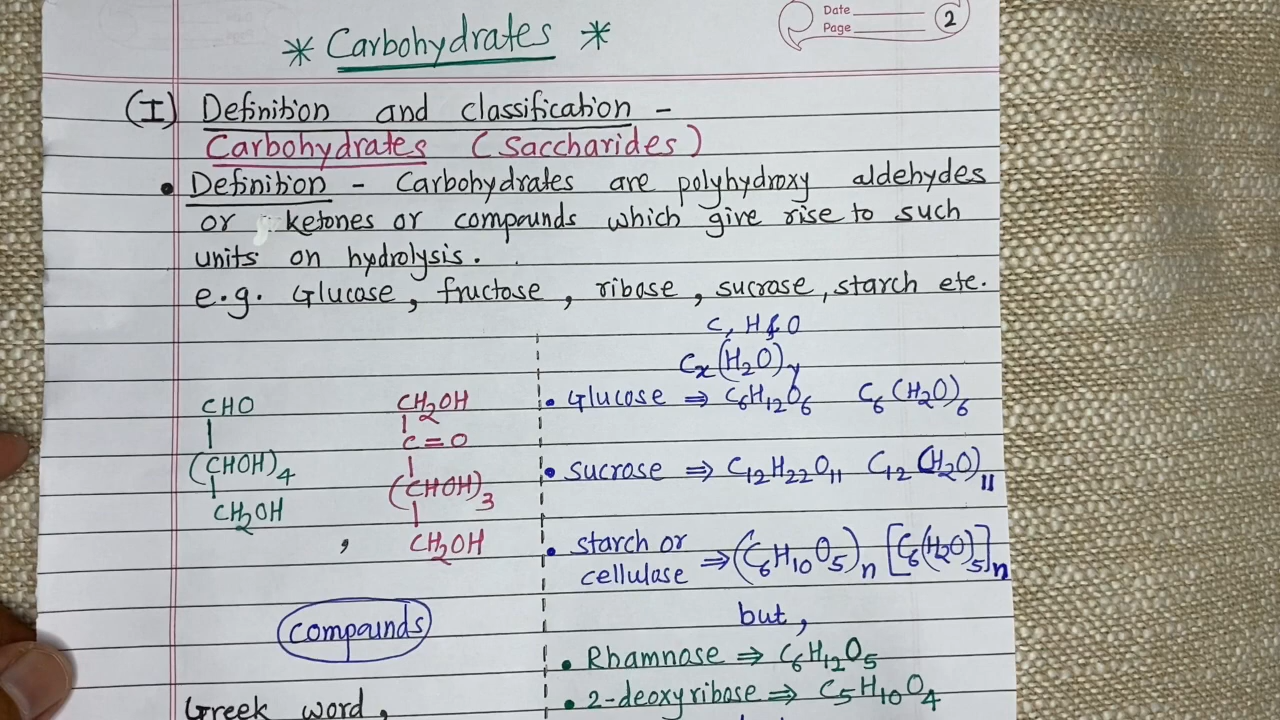 Date
Page
2
* Carbohydrates *
(I) Definition and classification -
Carbohydrates (Saccharides)
• Definition - Carbohydrates are polyhydroxy aldehydes
or ketones or compounds which give rise to such
units on hydrolysis.
e.g. Glucose, fructose, ribose, sucrose, starch etc.
CHO
|
(CHOH)4
|
CH2OH
,
CH2OH
|
C=O
|
(CHOH)3
|
CH2OH
compounds
Greek word,
C, H & O
Cx(H2O)y
• Glucose ⇒ C6H12O6 C6(H2O)6
• sucrose ⇒ C12H22O11 C12(H2O)11
• starch or
cellulase ⇒ (C6H10O5)n [C6(H2O)5]n
but,
• Rhamnose ⇒ C6H12O5
• 2-deoxyribose ⇒ C5H10O4